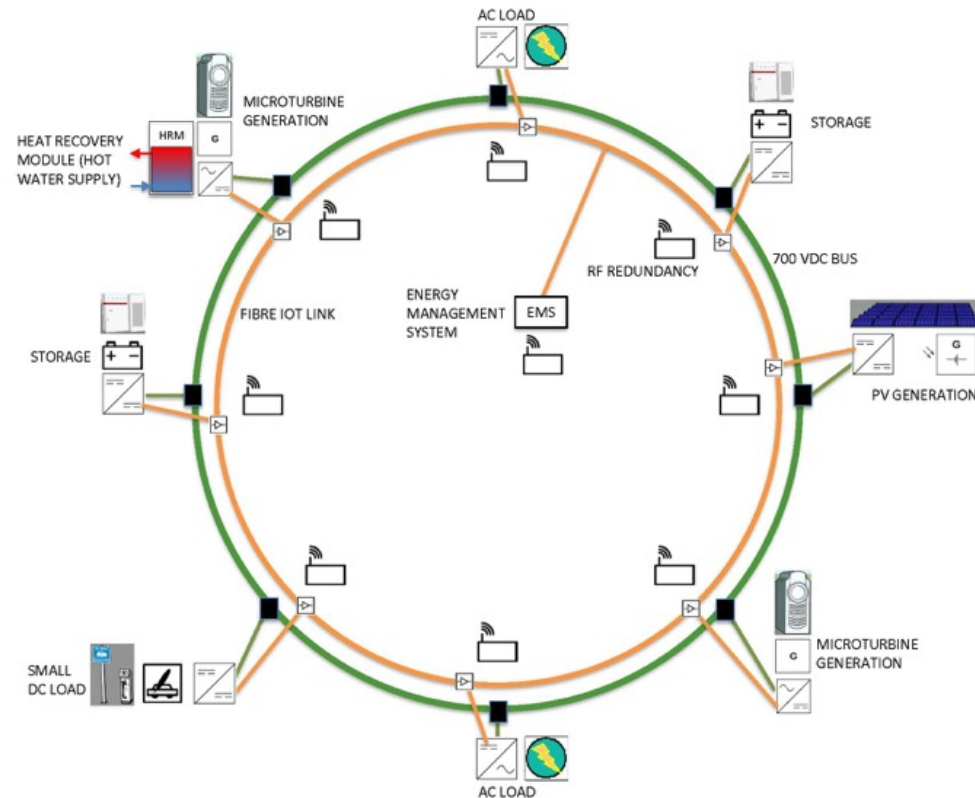 AC LOAD
MICROTURBINE
GENERATION
HRM
G
HEAT RECOVERY
MODULE (HOT
WATER SUPPLY)
STORAGE
RF REDUNDANCY
700 VDC BUS
ENERGY
MANAGEMENT
SYSTEM
EMS
FIBRE IOT LINK
STORAGE
G
PV GENERATION
SMALL
DC LOAD
MICROTURBINE
GENERATION
G
AC LOAD